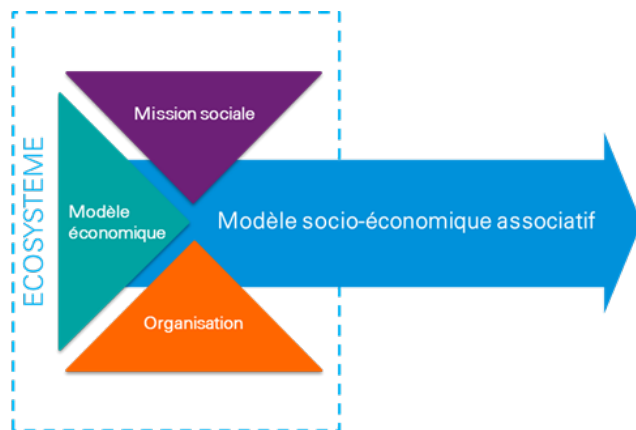 ECOSYSTEME
Mission sociale
Modèle
économique
Modèle socio-économique associatif
Organisation